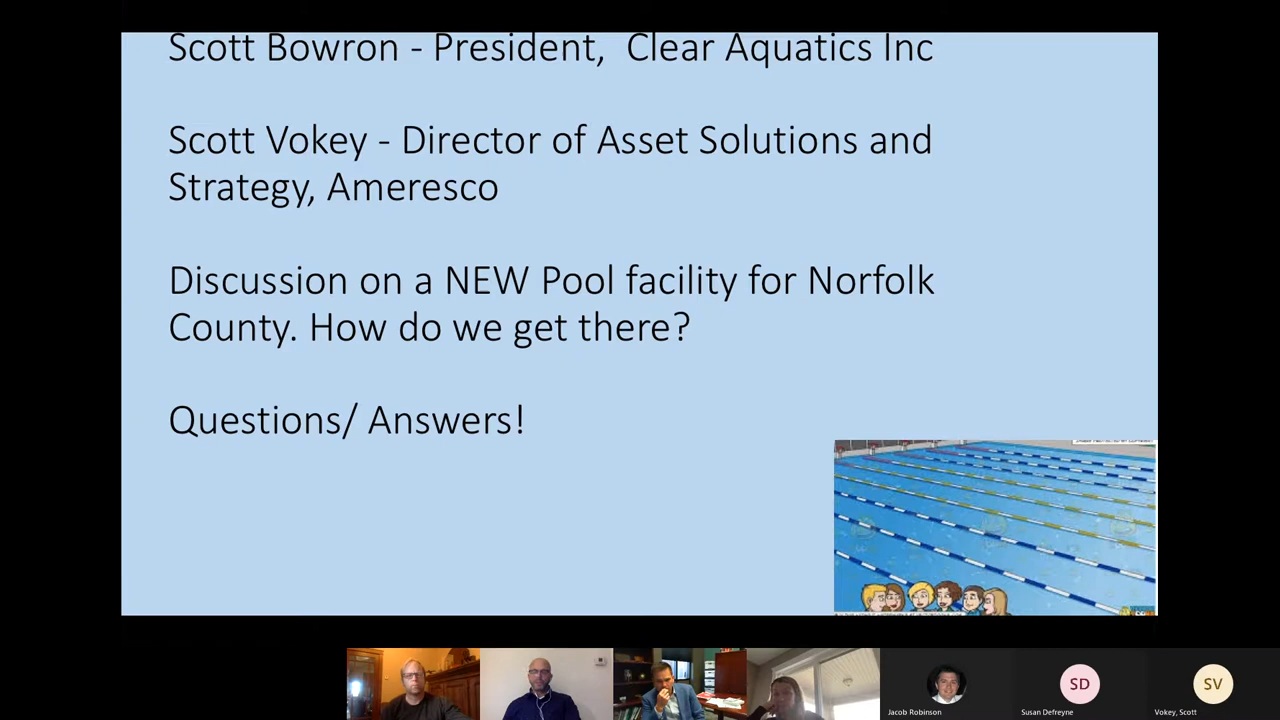 Scott Bowron - President, Clear Aquatics Inc
Scott Vokey - Director of Asset Solutions and
Strategy, Ameresco
Discussion on a NEW Pool facility for Norfolk
County. How do we get there?
Questions/ Answers!
SD
SV
Jacob Robinson
Susan Defreyne
Vokey, Scott